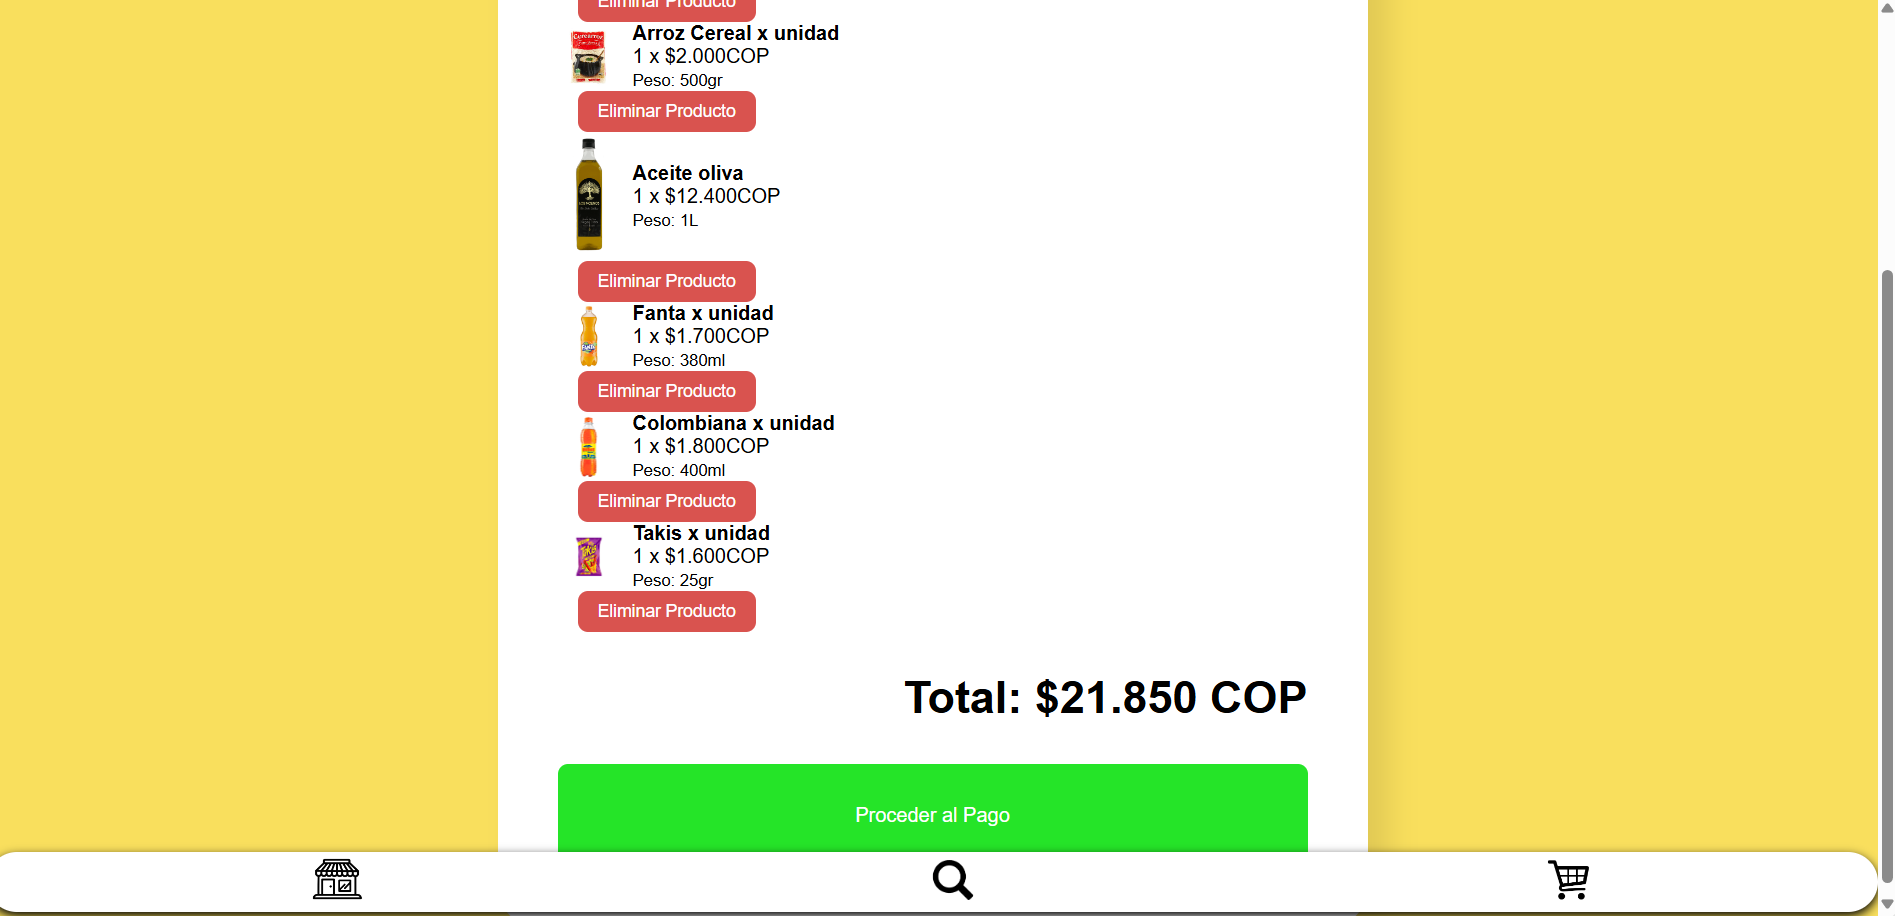 Eliminar Producto
Arroz Cereal x unidad
1 x $2.000COP
Peso: 500gr
Eliminar Producto
Aceite oliva
1 x $12.400COP
Peso: 1L
Eliminar Producto
Fanta x unidad
1 x $1.700COP
Peso: 380ml
Eliminar Producto
Colombiana x unidad
1 x $1.800COP
Peso: 400ml
Eliminar Producto
Takis x unidad
1 x $1.600COP
Peso: 25gr
Eliminar Producto
Total: $21.850 COP
Proceder al Pago